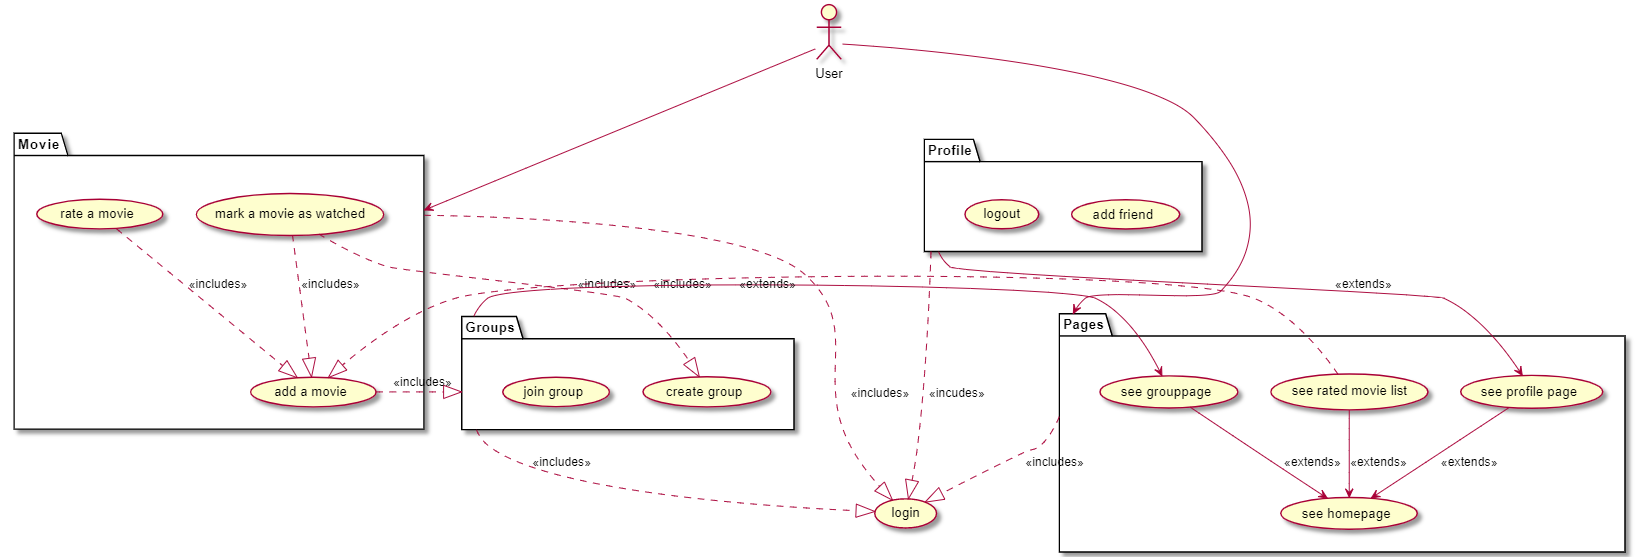 User
Movie
Profile
rate a movie
mark a movie as watched
logout
add friend
«includes»
«includes»
«includes»
«includes»
«extends»
«extends»
Groups
Pages
add a movie
«includes»
join group
create group
«includes»
«incudes»
see grouppage
see rated movie list
see profile page
«includes»
«includes»
«extends»
«extends»
«extends»
login
see homepage